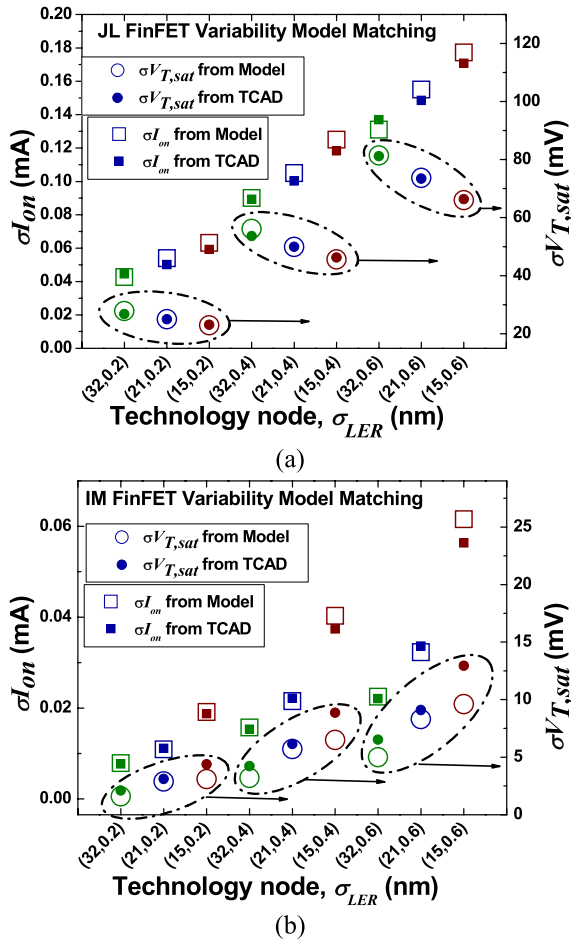 JL FinFET Variability Model Matching
σV_T,sat from Model
σV_T,sat from TCAD
σI_on from Model
σI_on from TCAD
0.20
0.18
0.16
0.14
0.12
0.10
0.08
0.06
0.04
0.02
0.00
σI_on (mA)
120
100
80
60
40
20
σV_T,sat (mV)
(32,0.2)
(21,0.2)
(15,0.2)
(32,0.4)
(21,0.4)
(15,0.4)
(32,0.6)
(21,0.6)
(15,0.6)
Technology node, σ_LER (nm)
(a)
IM FinFET Variability Model Matching
σV_T,sat from Model
σV_T,sat from TCAD
σI_on from Model
σI_on from TCAD
0.06
0.04
0.02
0.00
σI_on (mA)
25
20
15
10
5
0
σV_T,sat (mV)
(32,0.2)
(21,0.2)
(15,0.2)
(32,0.4)
(21,0.4)
(15,0.4)
(32,0.6)
(21,0.6)
(15,0.6)
Technology node, σ_LER (nm)
(b)